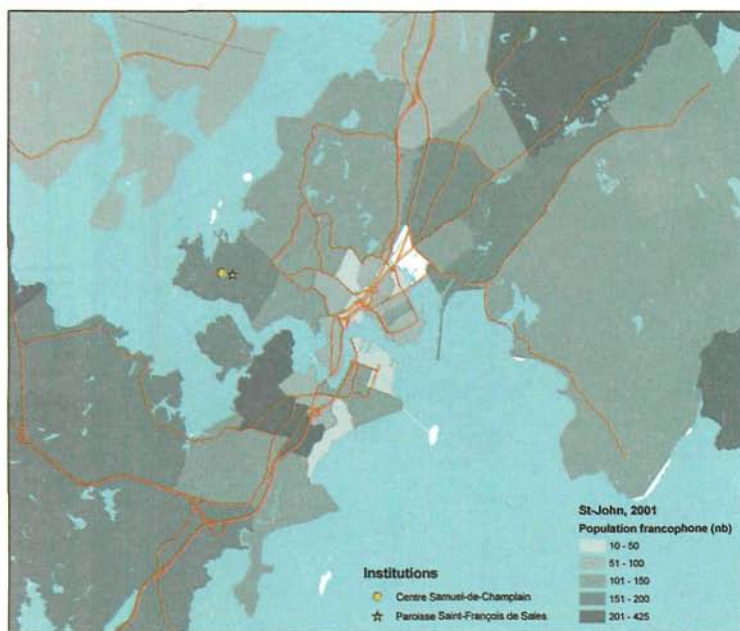 St-John, 2001
Population francophone (nb)
10 - 50
51 - 100
101 - 150
151 - 200
201 - 425
Institutions
Centre Samuel-de-Champlain
Paroisse Saint-François de Sales